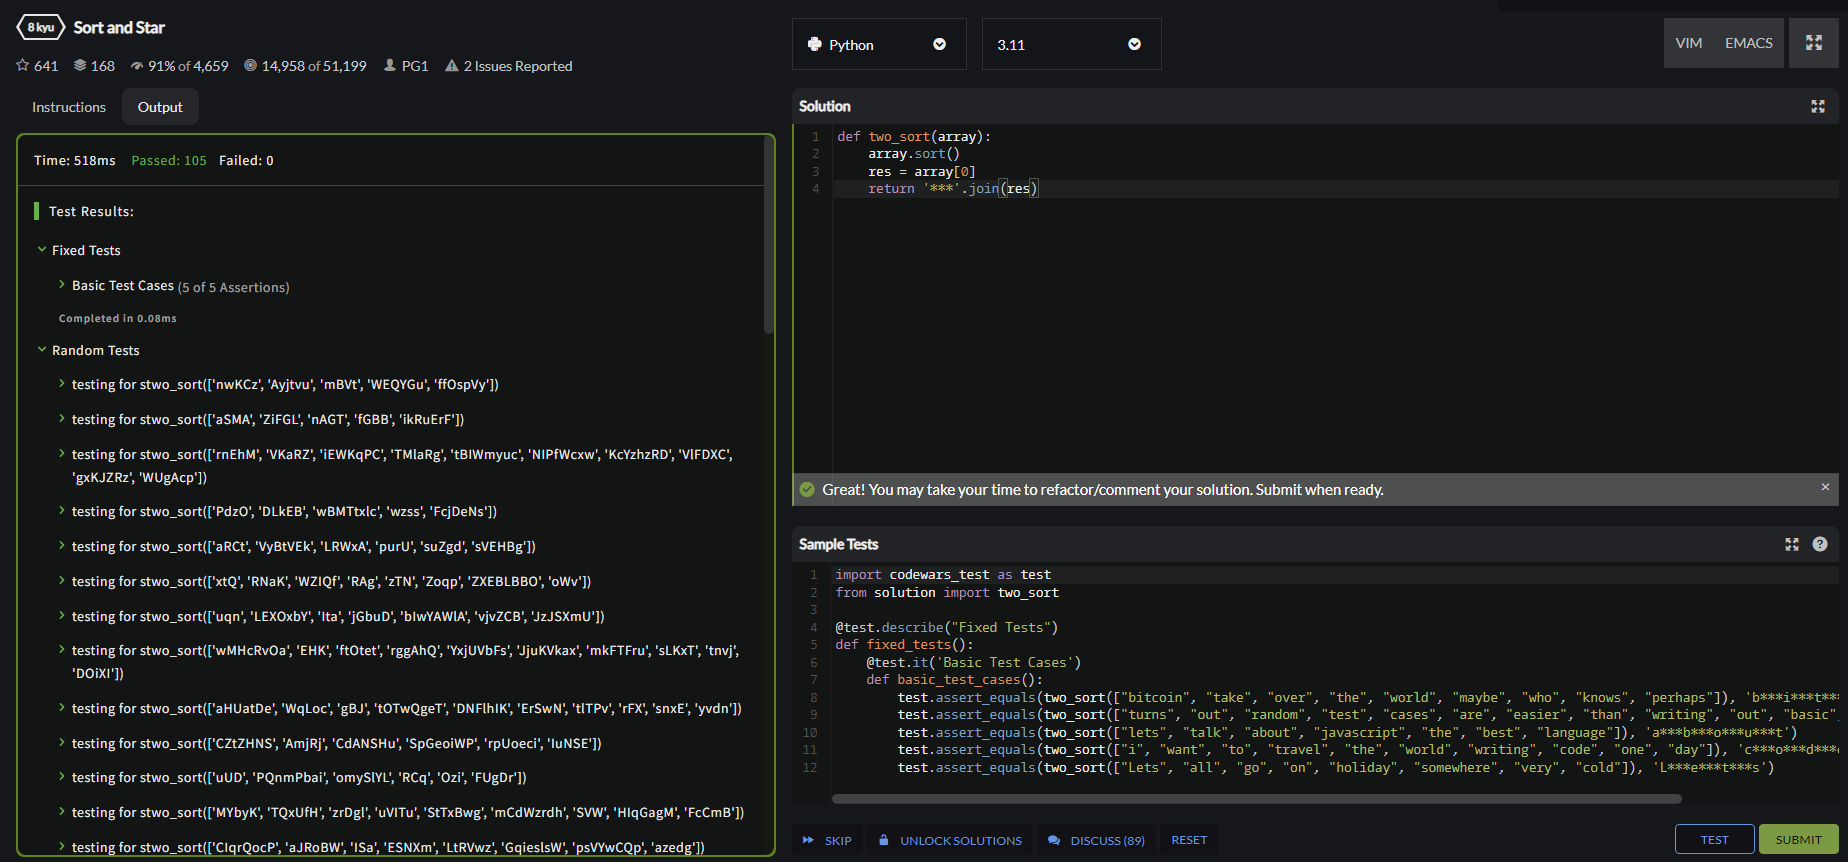 8 kyu Sort and Star
641 168 91% of 4,659 14,958 of 51,199 PG1 2 Issues Reported
Instructions Output
Time: 518ms Passed: 105 Failed: 0
Test Results:
Fixed Tests
Basic Test Cases (5 of 5 Assertions)
Completed in 0.08ms
Random Tests
testing for stwo_sort(['nwKCz', 'Ayjtvu', 'mBVt', 'WEQYGu', 'ffOspVy'])
testing for stwo_sort(['aSMA', 'ZiFGL', 'nAGT', 'fGBB', 'ikRuErF'])
testing for stwo_sort(['rnEhM', 'VKaRZ', 'iEWKqPC', 'TMlaRg', 'tBIWmyuc', 'NIPfWcxw', 'KcYzhzRD', 'VlFDXC',
'gxKJZRz', 'WUgAcp'])
testing for stwo_sort(['PdzO', 'DLkEB', 'wBMTtxlc', 'wzss', 'FcjDeNs'])
testing for stwo_sort(['aRCt', 'VyBtVEk', 'LRWxA', 'purU', 'suZgd', 'sVEHBg'])
testing for stwo_sort(['xtQ', 'RNaK', 'WZIQf', 'RAg', 'zTN', 'Zoqp', 'ZXEBLBBO', 'oWv'])
testing for stwo_sort(['uqn', 'LEXOxbY', 'Ita', 'jGbuD', 'bIwYAWlA', 'vjvZCB', 'JzJSXmU'])
testing for stwo_sort(['wMHcRvOa', 'EHK', 'ftOtet', 'rggAhQ', 'YxjUVbFs', 'JjuKVkax', 'mkFTFru', 'sLKxT', 'tnvj',
'DOiXI'])
testing for stwo_sort(['aHUatDe', 'WqLoc', 'gBJ', 'tOTwQgeT', 'DNFlhIK', 'ErSwN', 'tlTPv', 'rFX', 'snxE', 'yvdn'])
testing for stwo_sort(['CZtZHNS', 'AmjRj', 'CdANSHu', 'SpGeoiWP', 'rpUoeci', 'IuNSE'])
testing for stwo_sort(['uUD', 'PQnmPbai', 'omySlYL', 'RCq', 'Ozi', 'FUgDr'])
testing for stwo_sort(['MYbyK', 'TQxUfH', 'zrDgl', 'uVITu', 'StTxBwg', 'mCdWzrdh', 'SVW', 'HIqGagM', 'FcCmB'])
testing for stwo_sort(['CIqrQocP', 'aJRoBW', 'ISa', 'ESNXm', 'LtRVwz', 'GqieslsW', 'psVYwCQp', 'azedg'])
Python 3.11 VIM EMACS
Solution
1 def two_sort(array):
2 array.sort()
3 res = array[0]
4 return '***'.join(res)
Great! You may take your time to refactor/comment your solution. Submit when ready.
Sample Tests
1 import codewars_test as test
2 from solution import two_sort
3
4 @test.describe("Fixed Tests")
5 def fixed_tests():
6 @test.it('Basic Test Cases')
7 def basic_test_cases():
8 test.assert_equals(two_sort(["bitcoin", "take", "over", "the", "world", "maybe", "who", "knows", "perhaps"]), 'b***i***t***
9 test.assert_equals(two_sort(["turns", "out", "random", "test", "cases", "are", "easier", "than", "writing", "out", "basic",
10 test.assert_equals(two_sort(["lets", "talk", "about", "javascript", "the", "best", "language"]), 'a***b***o***u***t')
11 test.assert_equals(two_sort(["i", "want", "to", "travel", "the", "world", "writing", "code", "one", "day"]), 'c***o***d***
12 test.assert_equals(two_sort(["Lets", "all", "go", "on", "holiday", "somewhere", "very", "cold"]), 'L***e***t***s')
SKIP UNLOCK SOLUTIONS DISCUSS (89) RESET TEST SUBMIT